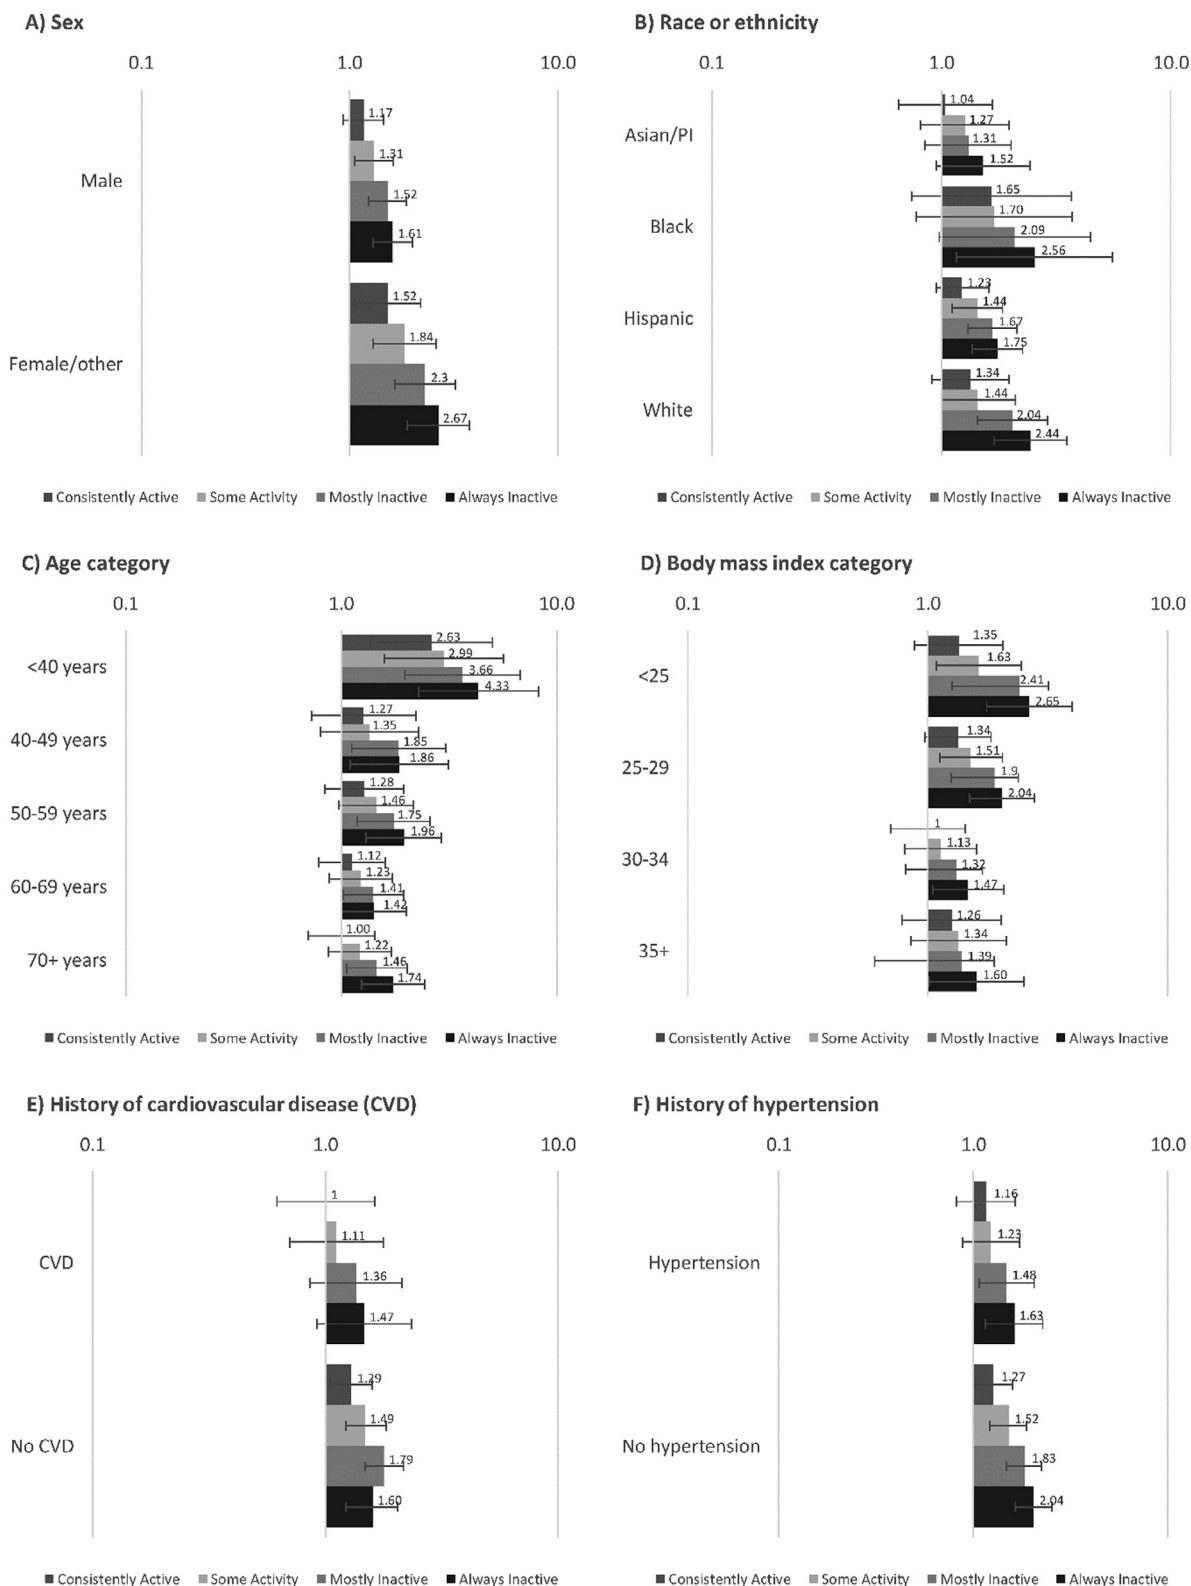 A) Sex
0.1 1.0 10.0
1.17
1.31
Male
1.52
1.61
1.52
1.84
Female/other
2.3
2.67
■ Consistently Active ■ Some Activity ■ Mostly Inactive ■ Always Inactive
B) Race or ethnicity
0.1 1.0 10.0
1.04
1.27
Asian/PI
1.31
1.52
1.65
1.70
Black
2.09
2.56
1.23
1.44
Hispanic
1.67
1.75
1.34
1.44
White
2.04
2.44
■ Consistently Active ■ Some Activity ■ Mostly Inactive ■ Always Inactive
C) Age category
0.1 1.0 10.0
2.63
2.99
<40 years
3.66
4.33
1.27
1.35
40-49 years
1.85
1.86
1.28
1.46
50-59 years
1.75
1.96
1.12
1.23
60-69 years
1.41
1.42
1.00
1.22
70+ years
1.46
1.74
■ Consistently Active ■ Some Activity ■ Mostly Inactive ■ Always Inactive
D) Body mass index category
0.1 1.0 10.0
1.35
1.63
<25
2.41
2.65
1.34
1.51
25-29
1.9
2.04
1
1.13
30-34
1.32
1.47
1.26
1.34
35+
1.39
1.60
■ Consistently Active ■ Some Activity ■ Mostly Inactive ■ Always Inactive
E) History of cardiovascular disease (CVD)
0.1 1.0 10.0
1
1.11
CVD
1.36
1.47
1.29
1.49
No CVD
1.79
1.60
■ Consistently Active ■ Some Activity ■ Mostly Inactive ■ Always Inactive
F) History of hypertension
0.1 1.0 10.0
1.16
1.23
Hypertension
1.48
1.63
1.27
1.52
No hypertension
1.83
2.04
■ Consistently Active ■ Some Activity ■ Mostly Inactive ■ Always Inactive